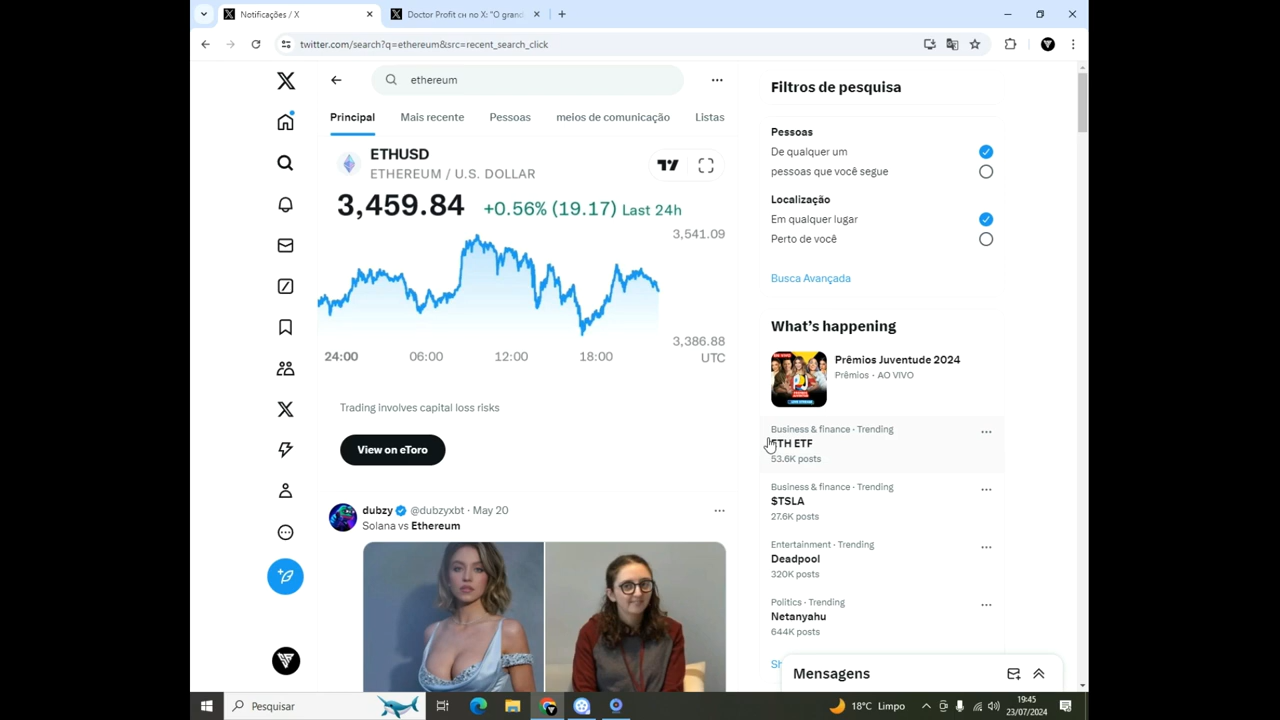 Notificações / X
Doctor Profit сн no X: "O grand
twitter.com/search?q=ethereum&src=recent_search_click
ethereum
Principal
Mais recente
Pessoas
meios de comunicação
Listas
ETHUSD
ETHEREUM / U.S. DOLLAR
3,459.84 +0.56% (19.17) Last 24h
3,541.09
3,386.88
24:00 06:00 12:00 18:00 UTC
Trading involves capital loss risks
View on eToro
dubzy @dubzyxbt · May 20
Solana vs Ethereum
Filtros de pesquisa
Pessoas
De qualquer um
pessoas que você segue
Localização
Em qualquer lugar
Perto de você
Busca Avançada
What's happening
Prêmios Juventude 2024
Prêmios · AO VIVO
Business & finance · Trending
ETH ETF
53.6K posts
Business & finance · Trending
$TSLA
27.6K posts
Entertainment · Trending
Deadpool
320K posts
Politics · Trending
Netanyahu
644K posts
Mensagens
Pesquisar
18°C Limpo
19:45
23/07/2024